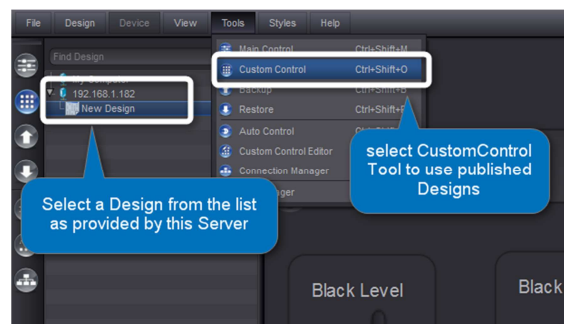 File Design Device View Tools Styles Help
Find Design
Main Control Ctrl+Shift+M
My Computer
Custom Control Ctrl+Shift+O
192.168.1.182
Backup Ctrl+Shift+B
New Design
Restore
Auto Control
Custom Control Editor
Connection Manager
select CustomControl
Tool to use published
Designs
Select a Design from the list
as provided by this Server
Black Level
Black